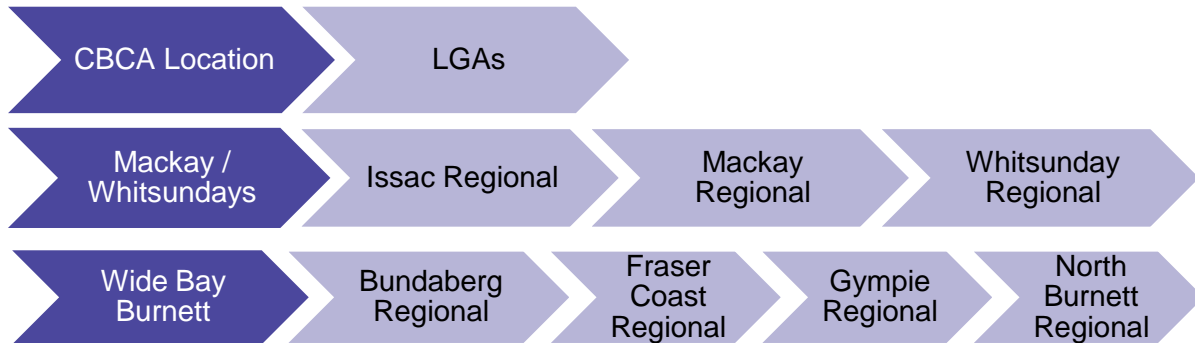 CBCA Location
LGAs
Mackay /
Whitsundays
Issac Regional
Mackay
Regional
Whitsunday
Regional
Wide Bay
Burnett
Bundaberg
Regional
Fraser
Coast
Regional
Gympie
Regional
North
Burnett
Regional